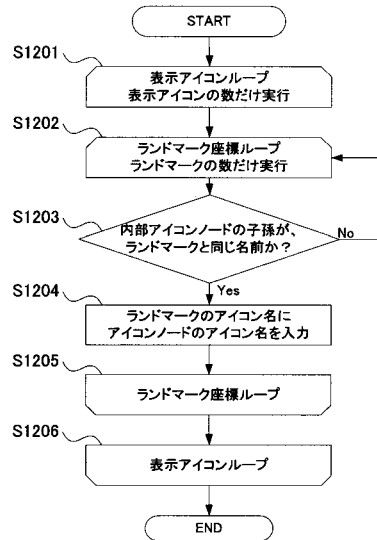 START
S1201
表示アイコンループ
表示アイコンの数だけ実行
S1202
ランドマーク座標ループ
ランドマークの数だけ実行
S1203
内部アイコンノードの子孫が、
ランドマークと同じ名前か？
No
Yes
S1204
ランドマークのアイコン名に
アイコンノードのアイコン名を入力
S1205
ランドマーク座標ループ
S1206
表示アイコンループ
END